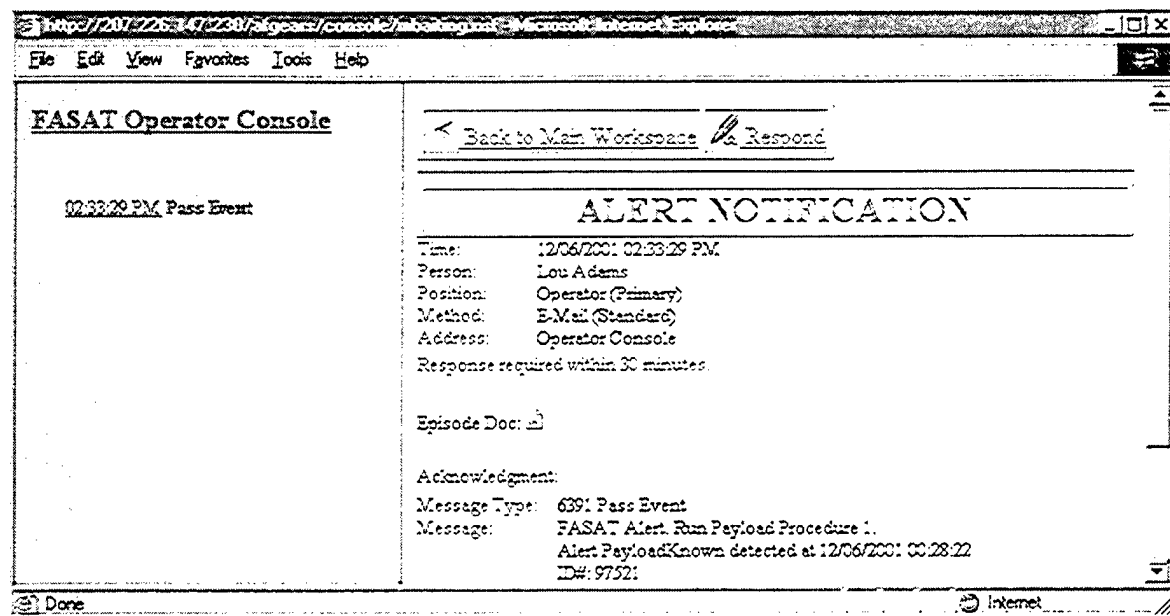 Microsoft Internet Explorer
File Edit View Favorites Tools Help
FASAT Operator Console
02:33:29 PM Pass Event
Back to Main Workspace Respond
ALERT NOTIFICATION
Time: 12/06/2001 02:33:29 PM
Person: Lou Adams
Position: Operator (Primary)
Method: E-Mail (Standard)
Address: Operator Console
Response required within 30 minutes.
Episode Doc:
Acknowledgment:
Message Type: 6391 Pass Event
Message: FASAT Alert. Run Payload Procedure 1.
Alert PayloadKnown detected at 12/06/2001 00:28:22
ID#: 97521
Done Internet